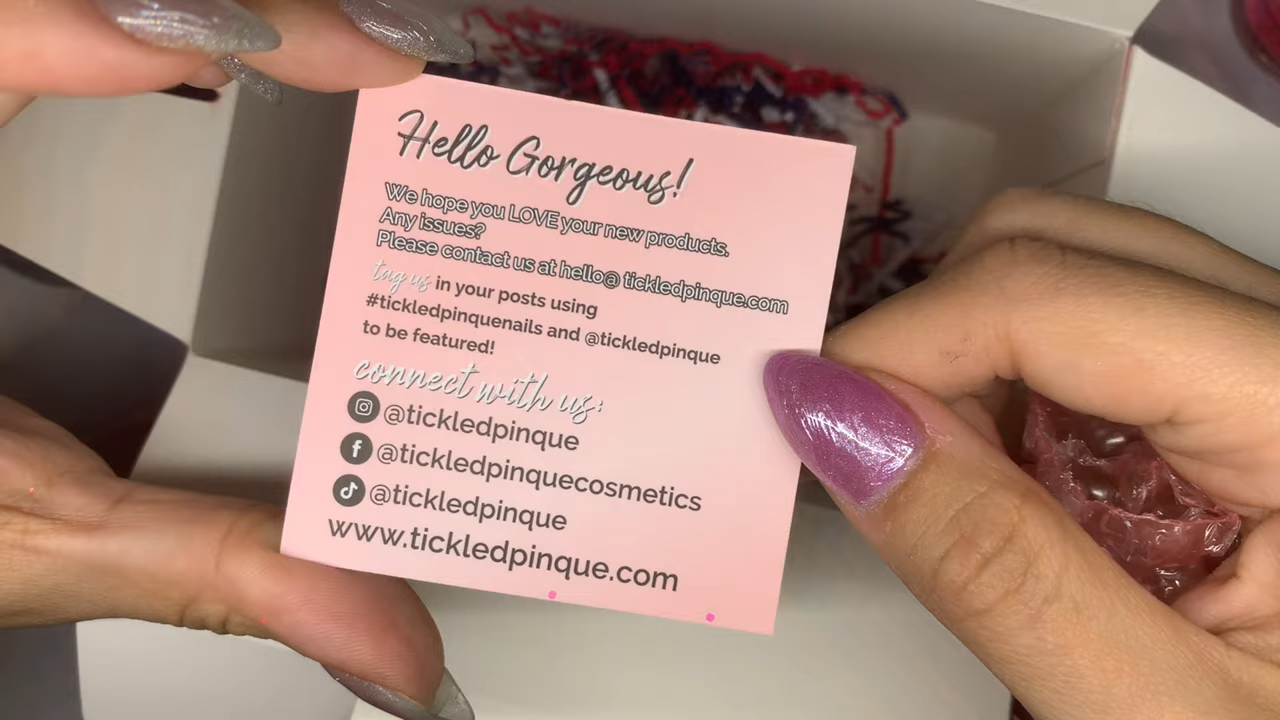 Hello Gorgeous!
We hope you LOVE your new products.
Any issues?
Please contact us at hello@ tickledpinque.com
tag us in your posts using
#tickledpinquenails and @tickledpinque
to be featured!
connect with us:
@tickledpinque
@tickledpinquecosmetics
@tickledpinque
www.tickledpinque.com